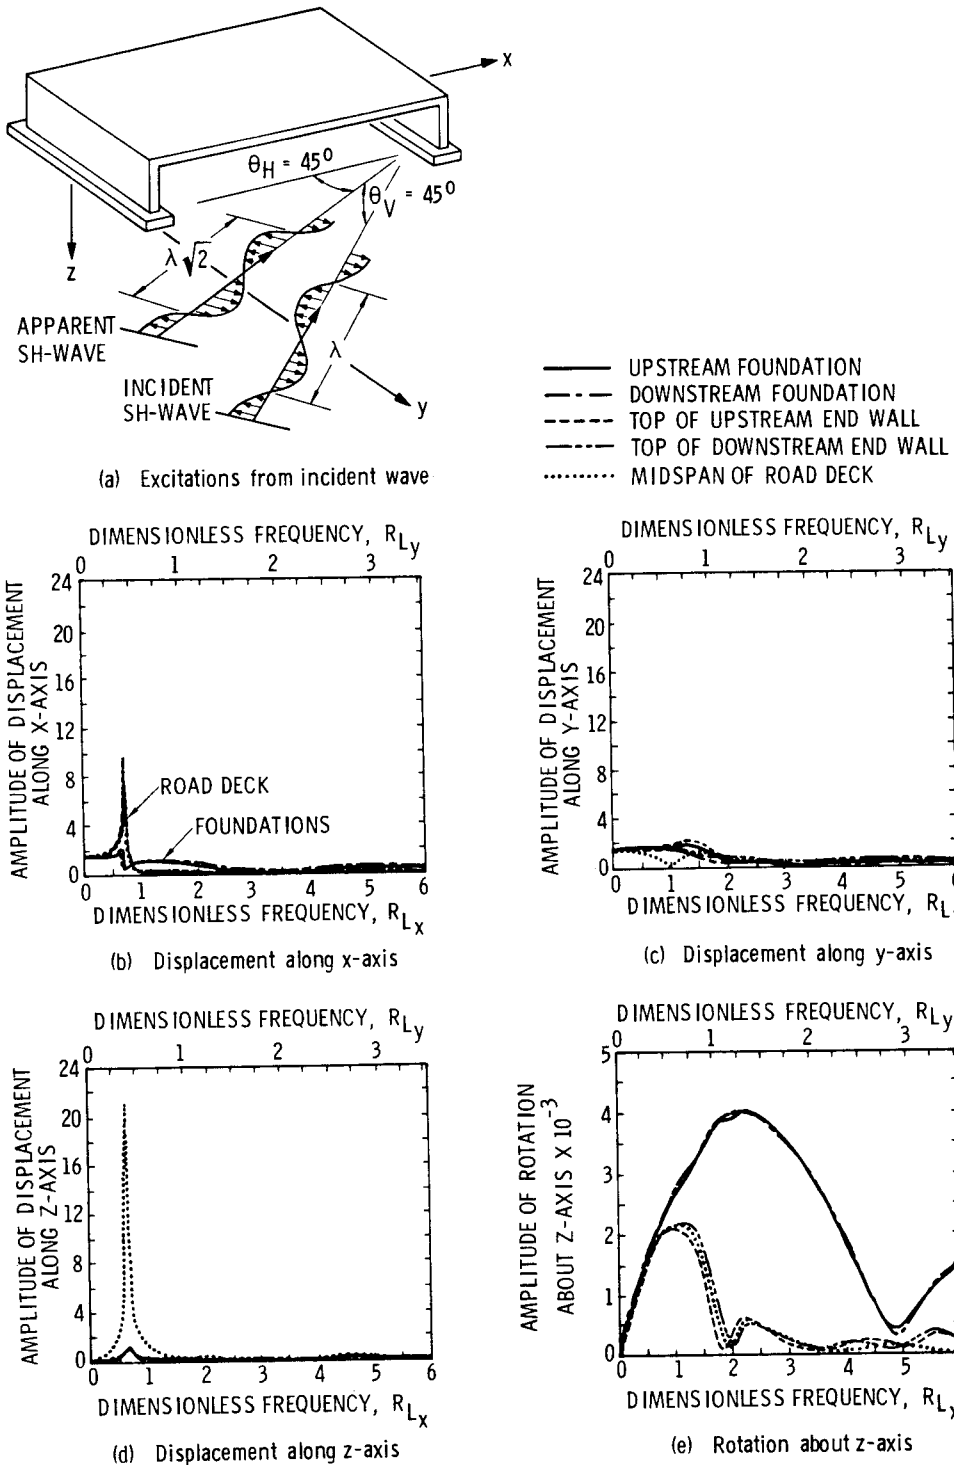 x
θH = 45°
θV = 45°
z
λ√2
APPARENT
SH-WAVE
λ
INCIDENT
SH-WAVE
y
(a) Excitations from incident wave
UPSTREAM FOUNDATION
DOWNSTREAM FOUNDATION
TOP OF UPSTREAM END WALL
TOP OF DOWNSTREAM END WALL
MIDSPAN OF ROAD DECK
DIMENSIONLESS FREQUENCY, RLy
0 1 2 3
24
20
16
12
8
4
0
AMPLITUDE OF DISPLACEMENT
ALONG X-AXIS
ROAD DECK
FOUNDATIONS
0 1 2 3 4 5 6
DIMENSIONLESS FREQUENCY, RLx
(b) Displacement along x-axis
DIMENSIONLESS FREQUENCY, RLy
0 1 2 3
24
20
16
12
8
4
0
AMPLITUDE OF DISPLACEMENT
ALONG Y-AXIS
0 1 2 3 4 5 6
DIMENSIONLESS FREQUENCY, RL
(c) Displacement along y-axis
DIMENSIONLESS FREQUENCY, RLy
0 1 2 3
24
20
16
12
8
4
0
AMPLITUDE OF DISPLACEMENT
ALONG Z-AXIS
0 1 2 3 4 5 6
DIMENSIONLESS FREQUENCY, RLx
(d) Displacement along z-axis
DIMENSIONLESS FREQUENCY, RLy
0 1 2 3
5
4
3
2
1
0
AMPLITUDE OF ROTATION
ABOUT Z-AXIS X 10-3
0 1 2 3 4 5 6
DIMENSIONLESS FREQUENCY, RLx
(e) Rotation about z-axis